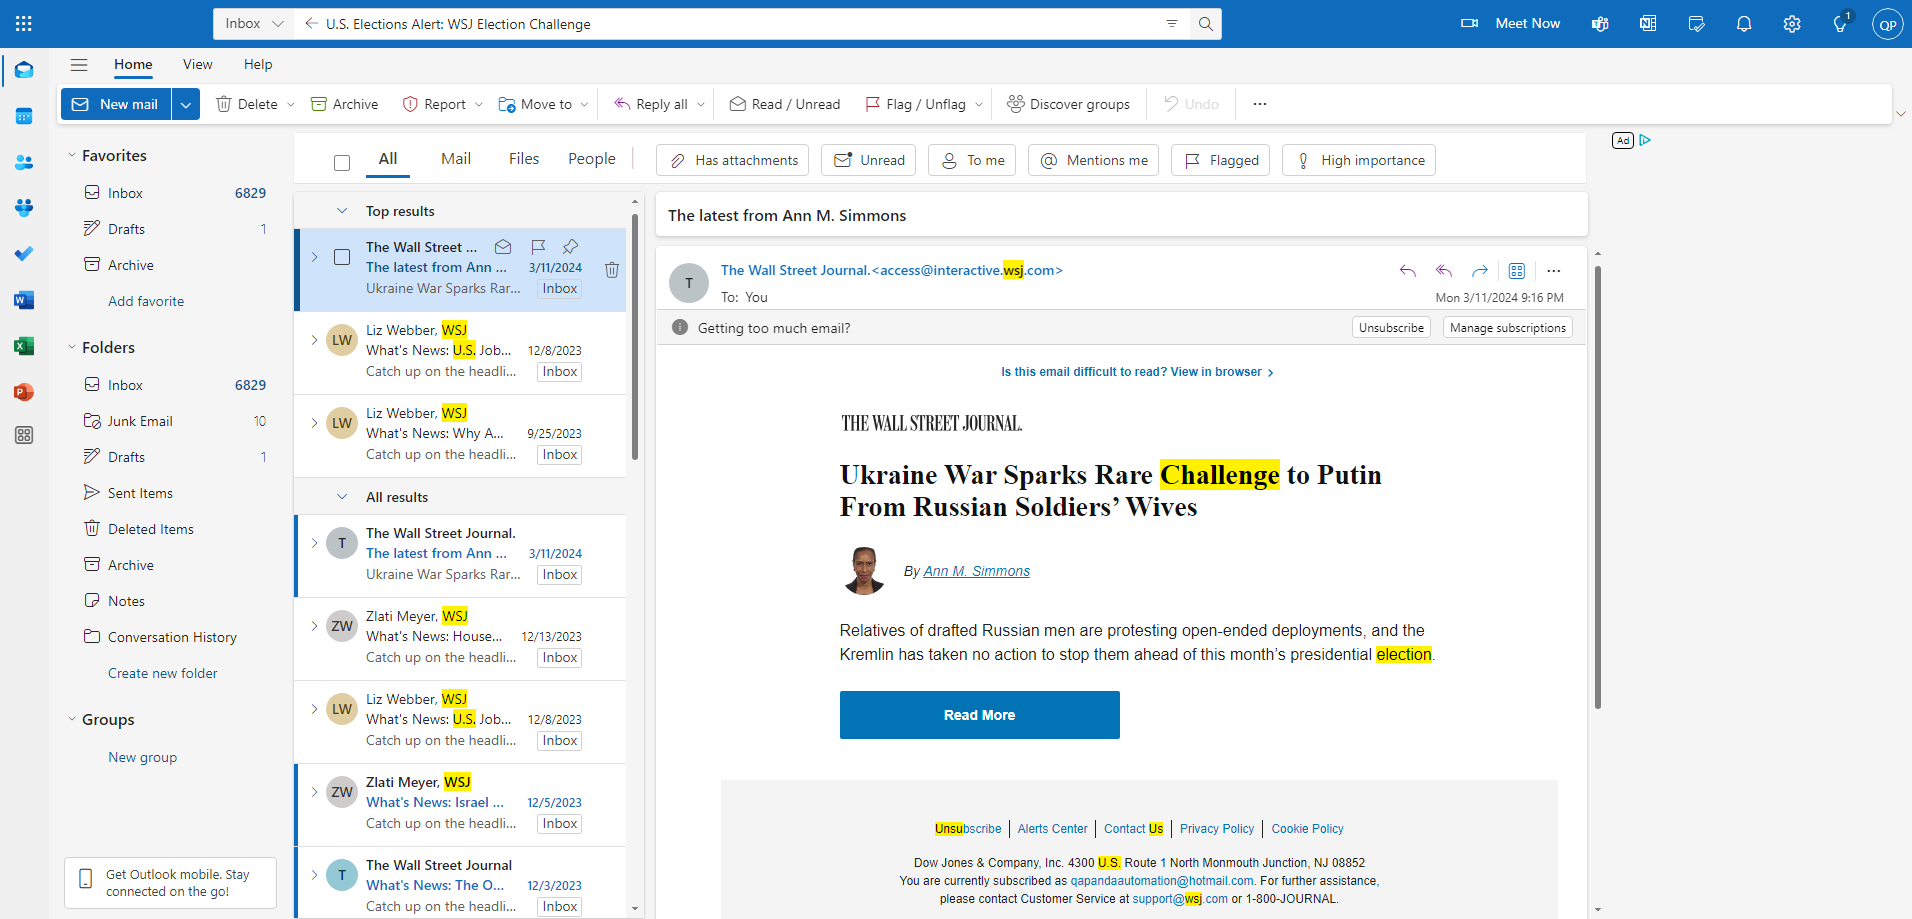 Inbox
U.S. Elections Alert: WSJ Election Challenge
Meet Now
1
QP
Home
View
Help
New mail
Delete
Archive
Report
Move to
Reply all
Read / Unread
Flag / Unflag
Discover groups
Undo
Favorites
Inbox 6829
Drafts 1
Archive
Add favorite
Folders
Inbox 6829
Junk Email 10
Drafts 1
Sent Items
Deleted Items
Archive
Notes
Conversation History
Create new folder
Groups
New group
Get Outlook mobile. Stay
connected on the go!
All
Mail
Files
People
Has attachments
Unread
To me
Mentions me
Flagged
High importance
Ad
Top results
The Wall Street ...
The latest from Ann ... 3/11/2024
Ukraine War Sparks Rar... Inbox
LW
Liz Webber, WSJ
What's News: U.S. Job... 12/8/2023
Catch up on the headli... Inbox
LW
Liz Webber, WSJ
What's News: Why A... 9/25/2023
Catch up on the headli... Inbox
All results
T
The Wall Street Journal.
The latest from Ann ... 3/11/2024
Ukraine War Sparks Rar... Inbox
ZW
Zlati Meyer, WSJ
What's News: House... 12/13/2023
Catch up on the headli... Inbox
LW
Liz Webber, WSJ
What's News: U.S. Job... 12/8/2023
Catch up on the headli... Inbox
ZW
Zlati Meyer, WSJ
What's News: Israel ... 12/5/2023
Catch up on the headli... Inbox
T
The Wall Street Journal
What's News: The O... 12/3/2023
Catch up on the headli... Inbox
The latest from Ann M. Simmons
T
The Wall Street Journal.<access@interactive.wsj.com>
To: You
Mon 3/11/2024 9:16 PM
Getting too much email?
Unsubscribe
Manage subscriptions
Is this email difficult to read? View in browser ›
THE WALL STREET JOURNAL.
Ukraine War Sparks Rare Challenge to Putin
From Russian Soldiers’ Wives
By Ann M. Simmons
Relatives of drafted Russian men are protesting open-ended deployments, and the
Kremlin has taken no action to stop them ahead of this month’s presidential election.
Read More
Unsubscribe | Alerts Center | Contact Us | Privacy Policy | Cookie Policy
Dow Jones & Company, Inc. 4300 U.S. Route 1 North Monmouth Junction, NJ 08852
You are currently subscribed as qapandaautomation@hotmail.com. For further assistance,
please contact Customer Service at support@wsj.com or 1-800-JOURNAL.